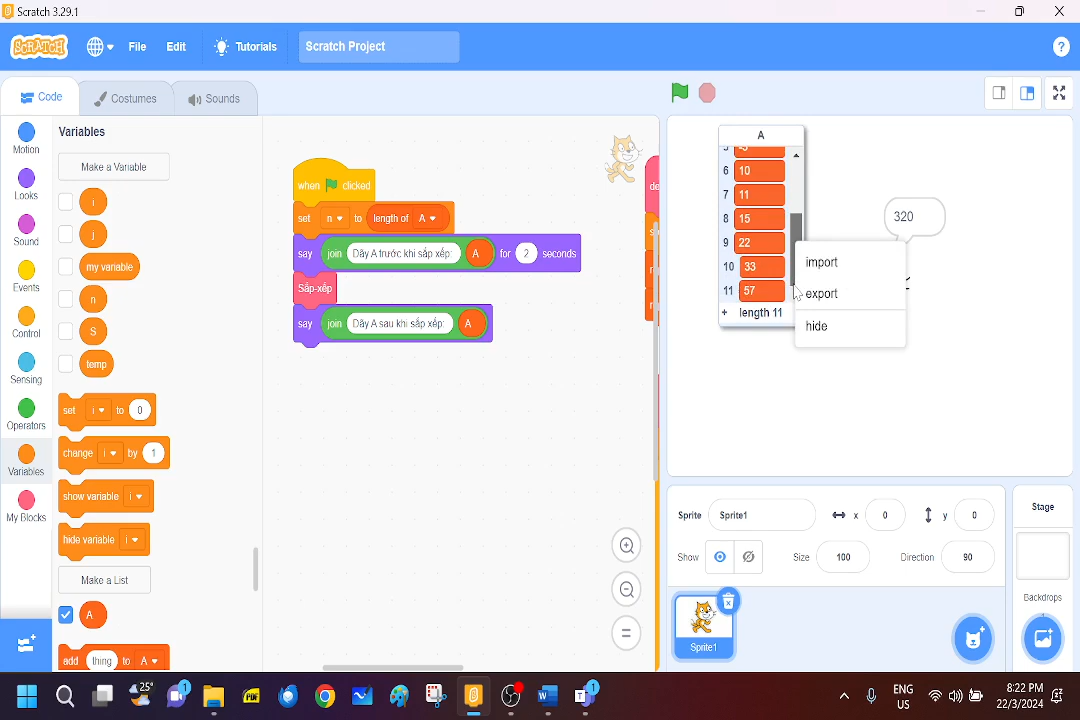 Scratch 3.29.1
SCRATCH File Edit Tutorials Scratch Project ?
Code Costumes Sounds
Motion
Looks
Sound
Events
Control
Sensing
Operators
Variables
My Blocks
Variables
Make a Variable
i
j
my variable
n
S
temp
set i to 0
change i by 1
show variable i
hide variable i
Make a List
A
add thing to A
when clicked
set n to length of A
say join Dãy A trước khi sắp xếp: A for 2 seconds
Sắp-xếp
say join Dãy A sau khi sắp xếp: A
A
6 10
7 11
8 15
9 22
10 33
11 57
+ length 11
320
import
export
hide
Sprite Sprite1 x 0 y 0
Show Size 100 Direction 90
Sprite1
Stage
Backdrops
25°
1
PDF
1
ENG
US
8:22 PM
22/3/2024